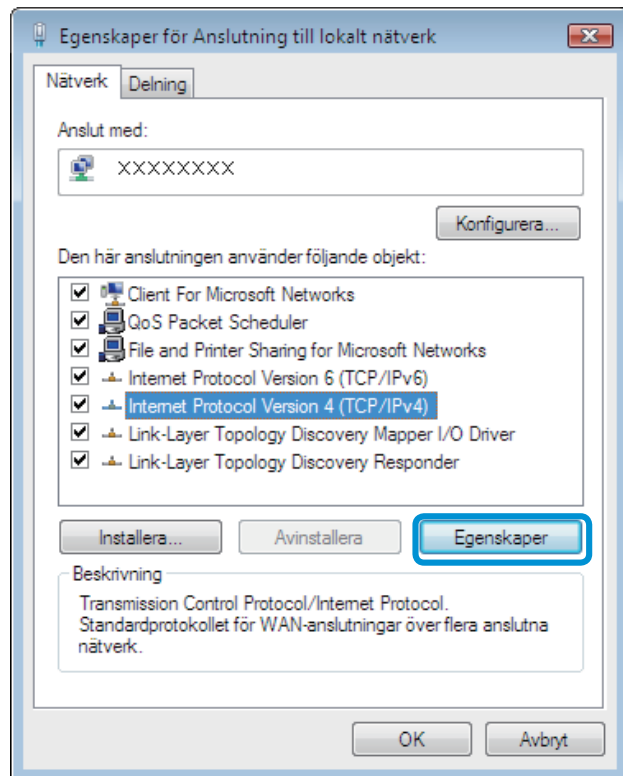 Egenskaper för Anslutning till lokalt nätverk
Nätverk
Delning
Anslut med:
XXXXXXXX
Konfigurera...
Den här anslutningen använder följande objekt:
Client For Microsoft Networks
QoS Packet Scheduler
File and Printer Sharing for Microsoft Networks
Internet Protocol Version 6 (TCP/IPv6)
Internet Protocol Version 4 (TCP/IPv4)
Link-Layer Topology Discovery Mapper I/O Driver
Link-Layer Topology Discovery Responder
Installera...
Avinstallera
Egenskaper
Beskrivning
Transmission Control Protocol/Internet Protocol.
Standardprotokollet för WAN-anslutningar över flera anslutna
nätverk.
OK
Avbryt